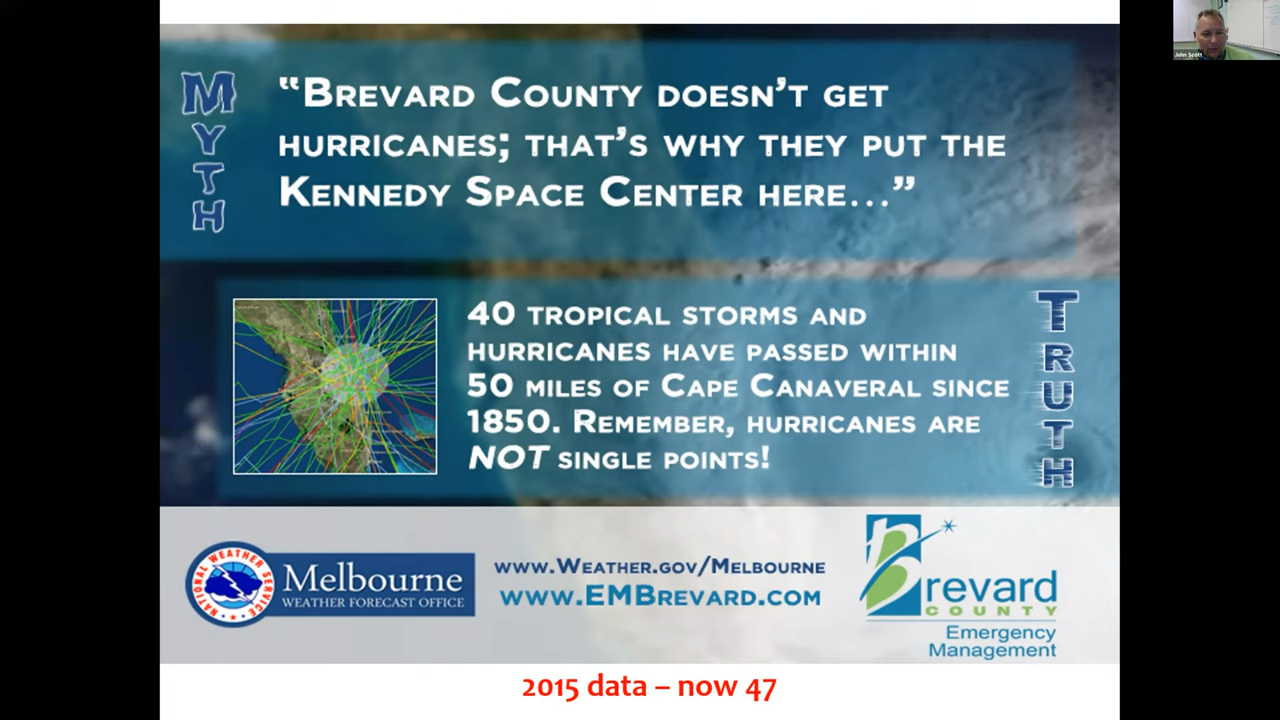 John Scott
MYTH
“BREVARD COUNTY DOESN’T GET
HURRICANES; THAT’S WHY THEY PUT THE
KENNEDY SPACE CENTER HERE…”
40 TROPICAL STORMS AND
HURRICANES HAVE PASSED WITHIN
50 MILES OF CAPE CANAVERAL SINCE
1850. REMEMBER, HURRICANES ARE
NOT SINGLE POINTS!
TRUTH
NATIONAL WEATHER SERVICE
Melbourne
WEATHER FORECAST OFFICE
WWW.WEATHER.GOV/MELBOURNE
WWW.EMBREVARD.COM
Brevard
COUNTY
Emergency
Management
2015 data – now 47